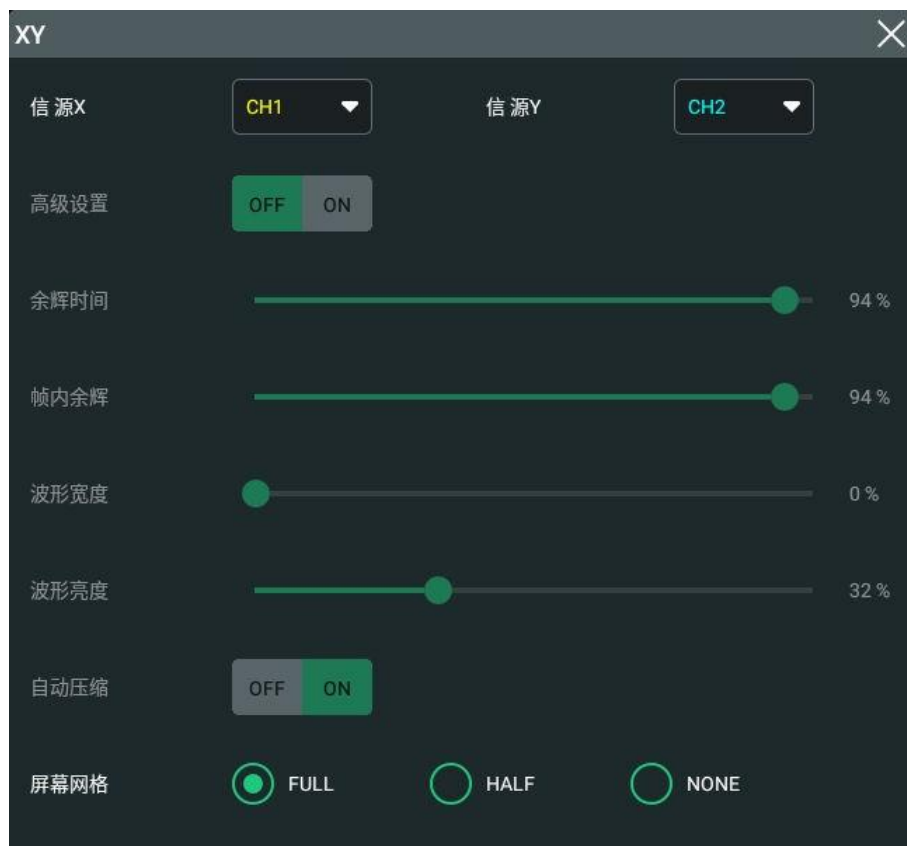 XY
信源X CH1 信源Y CH2
高级设置 OFF ON
余辉时间 94 %
帧内余辉 94 %
波形宽度 0 %
波形亮度 32 %
自动压缩 OFF ON
屏幕网格 FULL HALF NONE